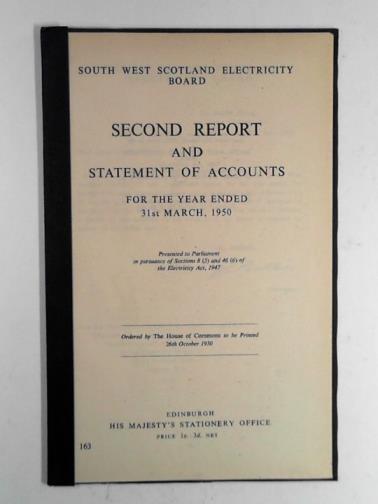 SOUTH WEST SCOTLAND ELECTRICITY
BOARD
SECOND REPORT
AND
STATEMENT OF ACCOUNTS
FOR THE YEAR ENDED
31st MARCH, 1950
Presented to Parliament
in pursuance of Sections 8 (5) and 46 (6) of
the Electricity Act, 1947
Ordered by The House of Commons to be Printed
26th October 1950
EDINBURGH
HIS MAJESTY'S STATIONERY OFFICE
PRICE 1s. 3d. NET
163